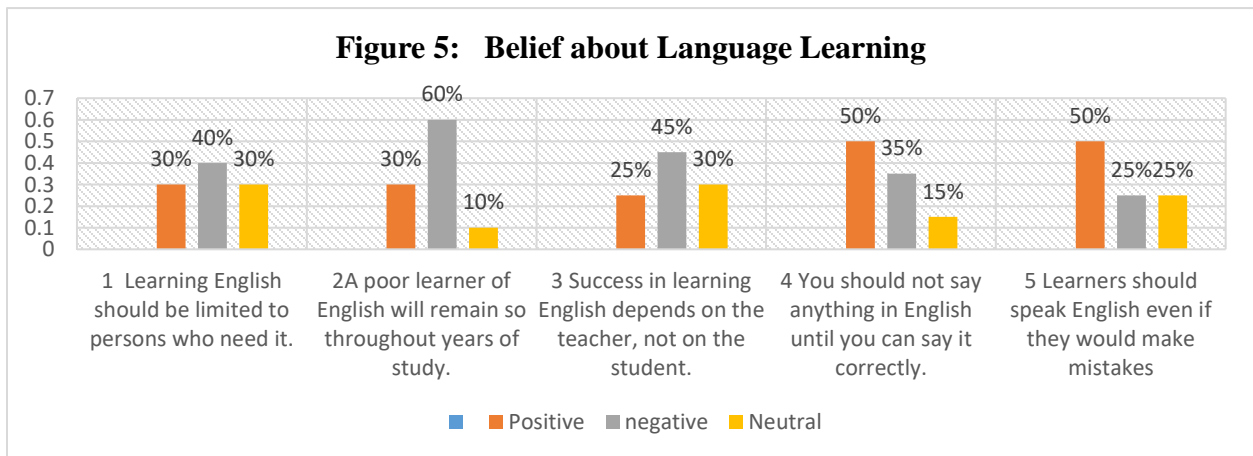 Figure 5: Belief about Language Learning
0.7
0.6
0.5
0.4
0.3
0.2
0.1
0
30%
40%
30%
30%
60%
10%
25%
45%
30%
50%
35%
15%
50%
25%
25%
1 Learning English
should be limited to
persons who need it.
2A poor learner of
English will remain so
throughout years of
study.
3 Success in learning
English depends on the
teacher, not on the
student.
4 You should not say
anything in English
until you can say it
correctly.
5 Learners should
speak English even if
they would make
mistakes
Positive negative Neutral